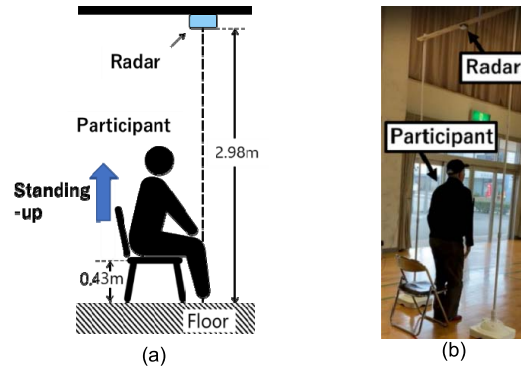 Radar
Participant
2.98m
Standing
-up
0.43m
Floor
(a)
Radar
Participant
(b)